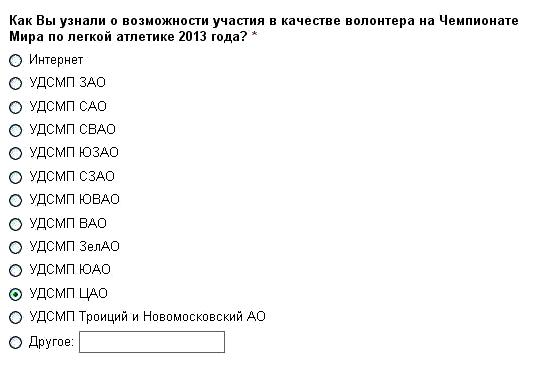 Как Вы узнали о возможности участия в качестве волонтера на Чемпионате
Мира по легкой атлетике 2013 года? *
Интернет
УДСМП ЗАО
УДСМП САО
УДСМП СВАО
УДСМП ЮЗАО
УДСМП СЗАО
УДСМП ЮВАО
УДСМП ВАО
УДСМП ЗелАО
УДСМП ЮАО
УДСМП ЦАО
УДСМП Троиций и Новомосковский АО
Другое: